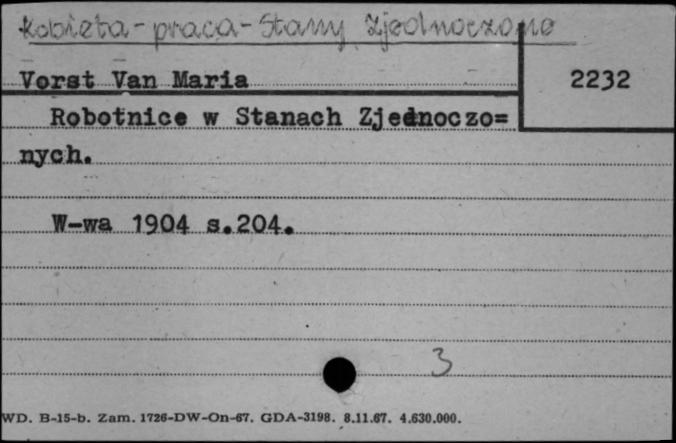 Kobieta - praca - Stany Zjednoczone
Vorst Van Maria
2232
Robotnice w Stanach Zjednoczo=
nych.
W-wa 1904 s.204.
3
WD. B-15-b. Zam. 1726-DW-On-67. GDA-3198. 8.11.67. 4.630.000.